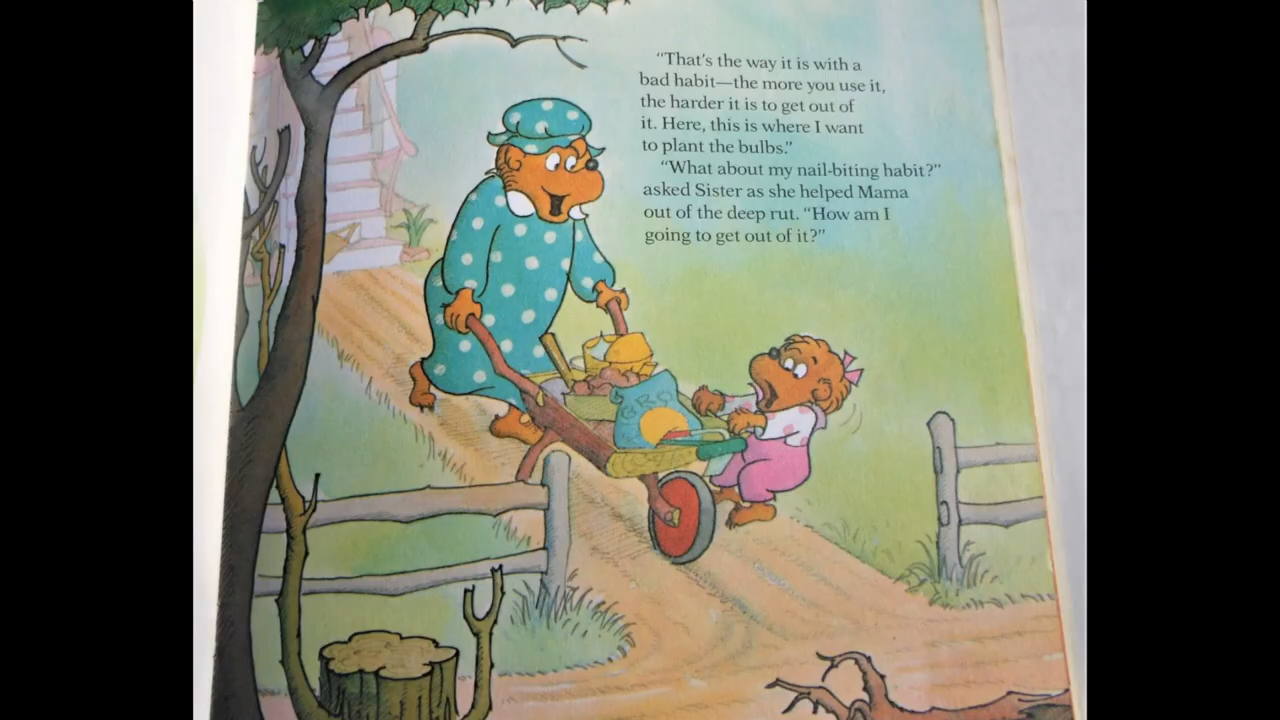 “That’s the way it is with a
bad habit—the more you use it,
the harder it is to get out of
it. Here, this is where I want
to plant the bulbs.”
“What about my nail-biting habit?”
asked Sister as she helped Mama
out of the deep rut. “How am I
going to get out of it?”
GRO